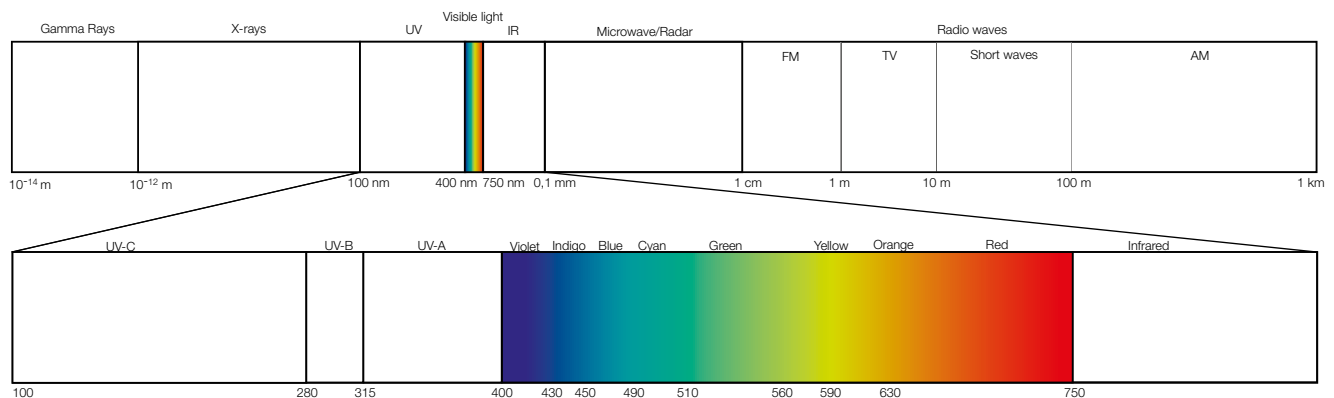 Visible light
Gamma Rays X-rays UV IR Microwave/Radar Radio waves
FM TV Short waves AM
10⁻¹⁴ m 10⁻¹² m 100 nm 400 nm 750 nm 0,1 mm 1 cm 1 m 10 m 100 m 1 km
UV-C UV-B UV-A Violet Indigo Blue Cyan Green Yellow Orange Red Infrared
100 280 315 400 430 450 490 510 560 590 630 750